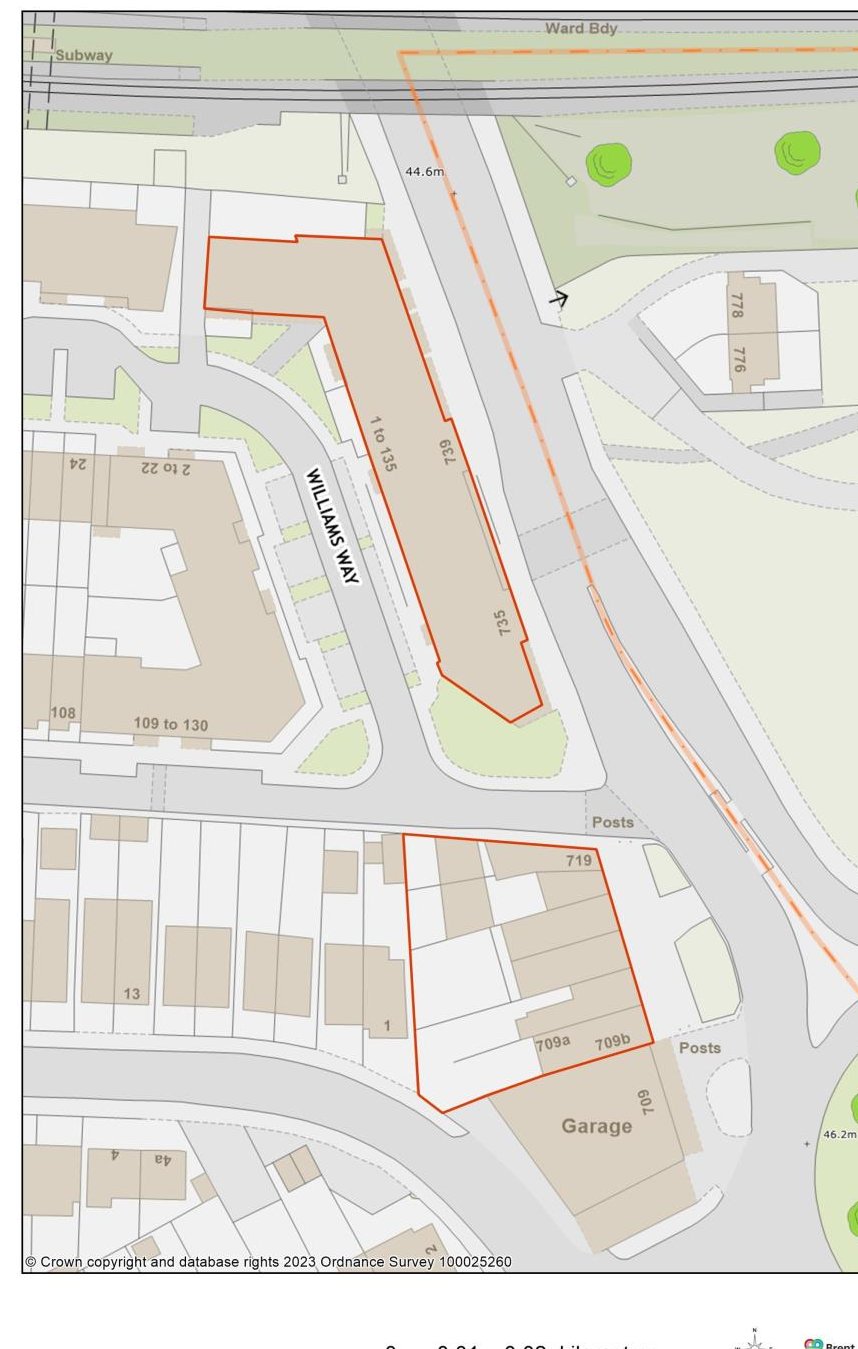 Ward Bdy
Subway
44.6m
778
776
1 to 135
739
24
2 to 22
WILLIAMS WAY
735
108
109 to 130
Posts
719
13
1
709a
709b
Posts
709
Garage
46.2m
4
4a
2
© Crown copyright and database rights 2023 Ordnance Survey 100025260
N
Brent